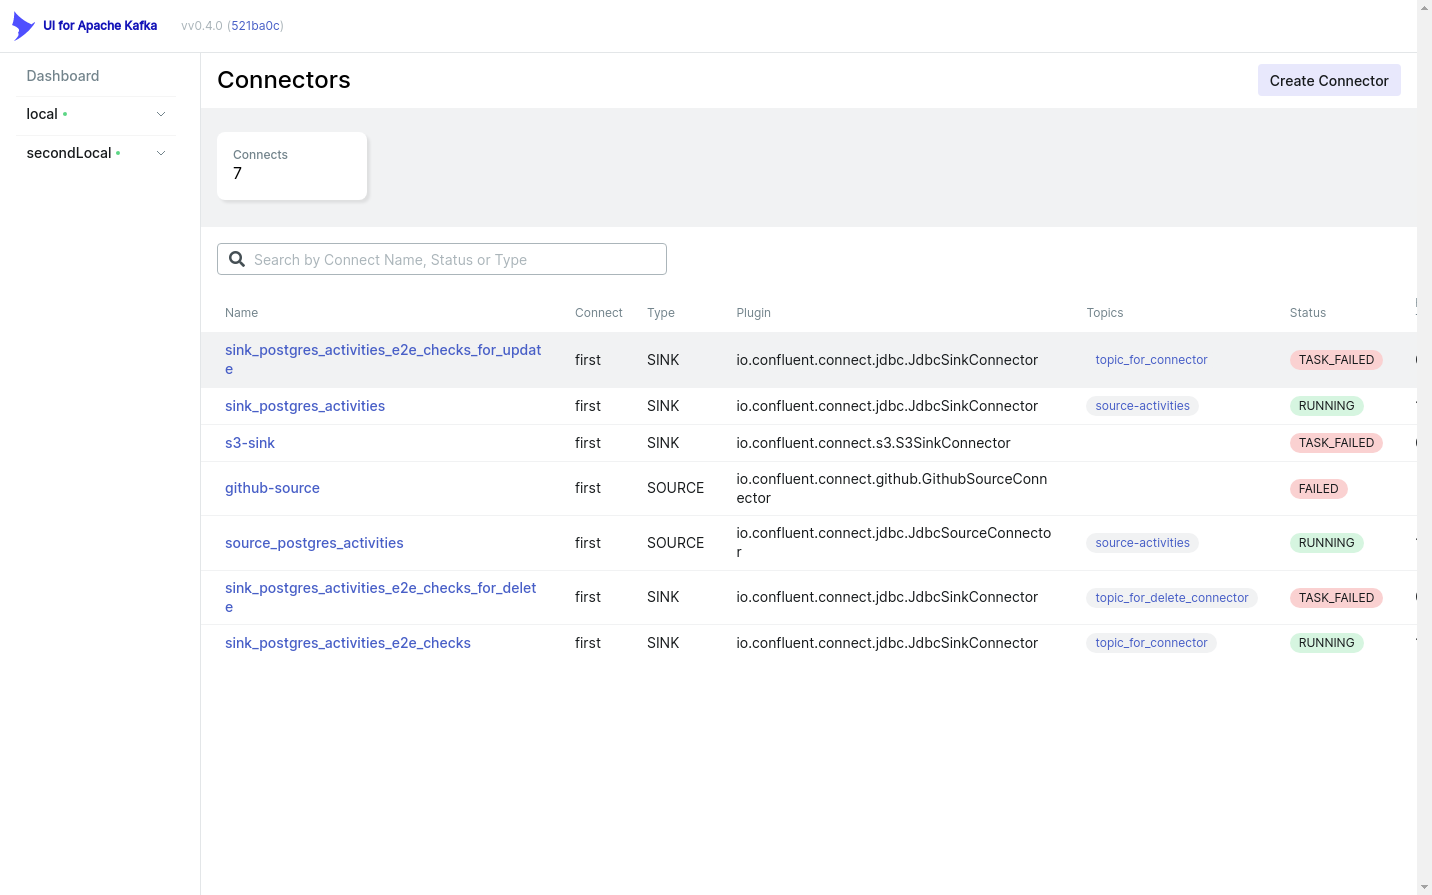 UI for Apache Kafka vv0.4.0 (521ba0c)
Dashboard
local
secondLocal
Connectors
Create Connector
Connects
7
Search by Connect Name, Status or Type
Name Connect Type Plugin Topics Status
sink_postgres_activities_e2e_checks_for_updat
e
first SINK io.confluent.connect.jdbc.JdbcSinkConnector topic_for_connector TASK_FAILED
sink_postgres_activities first SINK io.confluent.connect.jdbc.JdbcSinkConnector source-activities RUNNING
s3-sink first SINK io.confluent.connect.s3.S3SinkConnector TASK_FAILED
github-source first SOURCE io.confluent.connect.github.GithubSourceConn
ector
FAILED
source_postgres_activities first SOURCE io.confluent.connect.jdbc.JdbcSourceConnecto
r
source-activities RUNNING
sink_postgres_activities_e2e_checks_for_delet
e
first SINK io.confluent.connect.jdbc.JdbcSinkConnector topic_for_delete_connector TASK_FAILED
sink_postgres_activities_e2e_checks first SINK io.confluent.connect.jdbc.JdbcSinkConnector topic_for_connector RUNNING